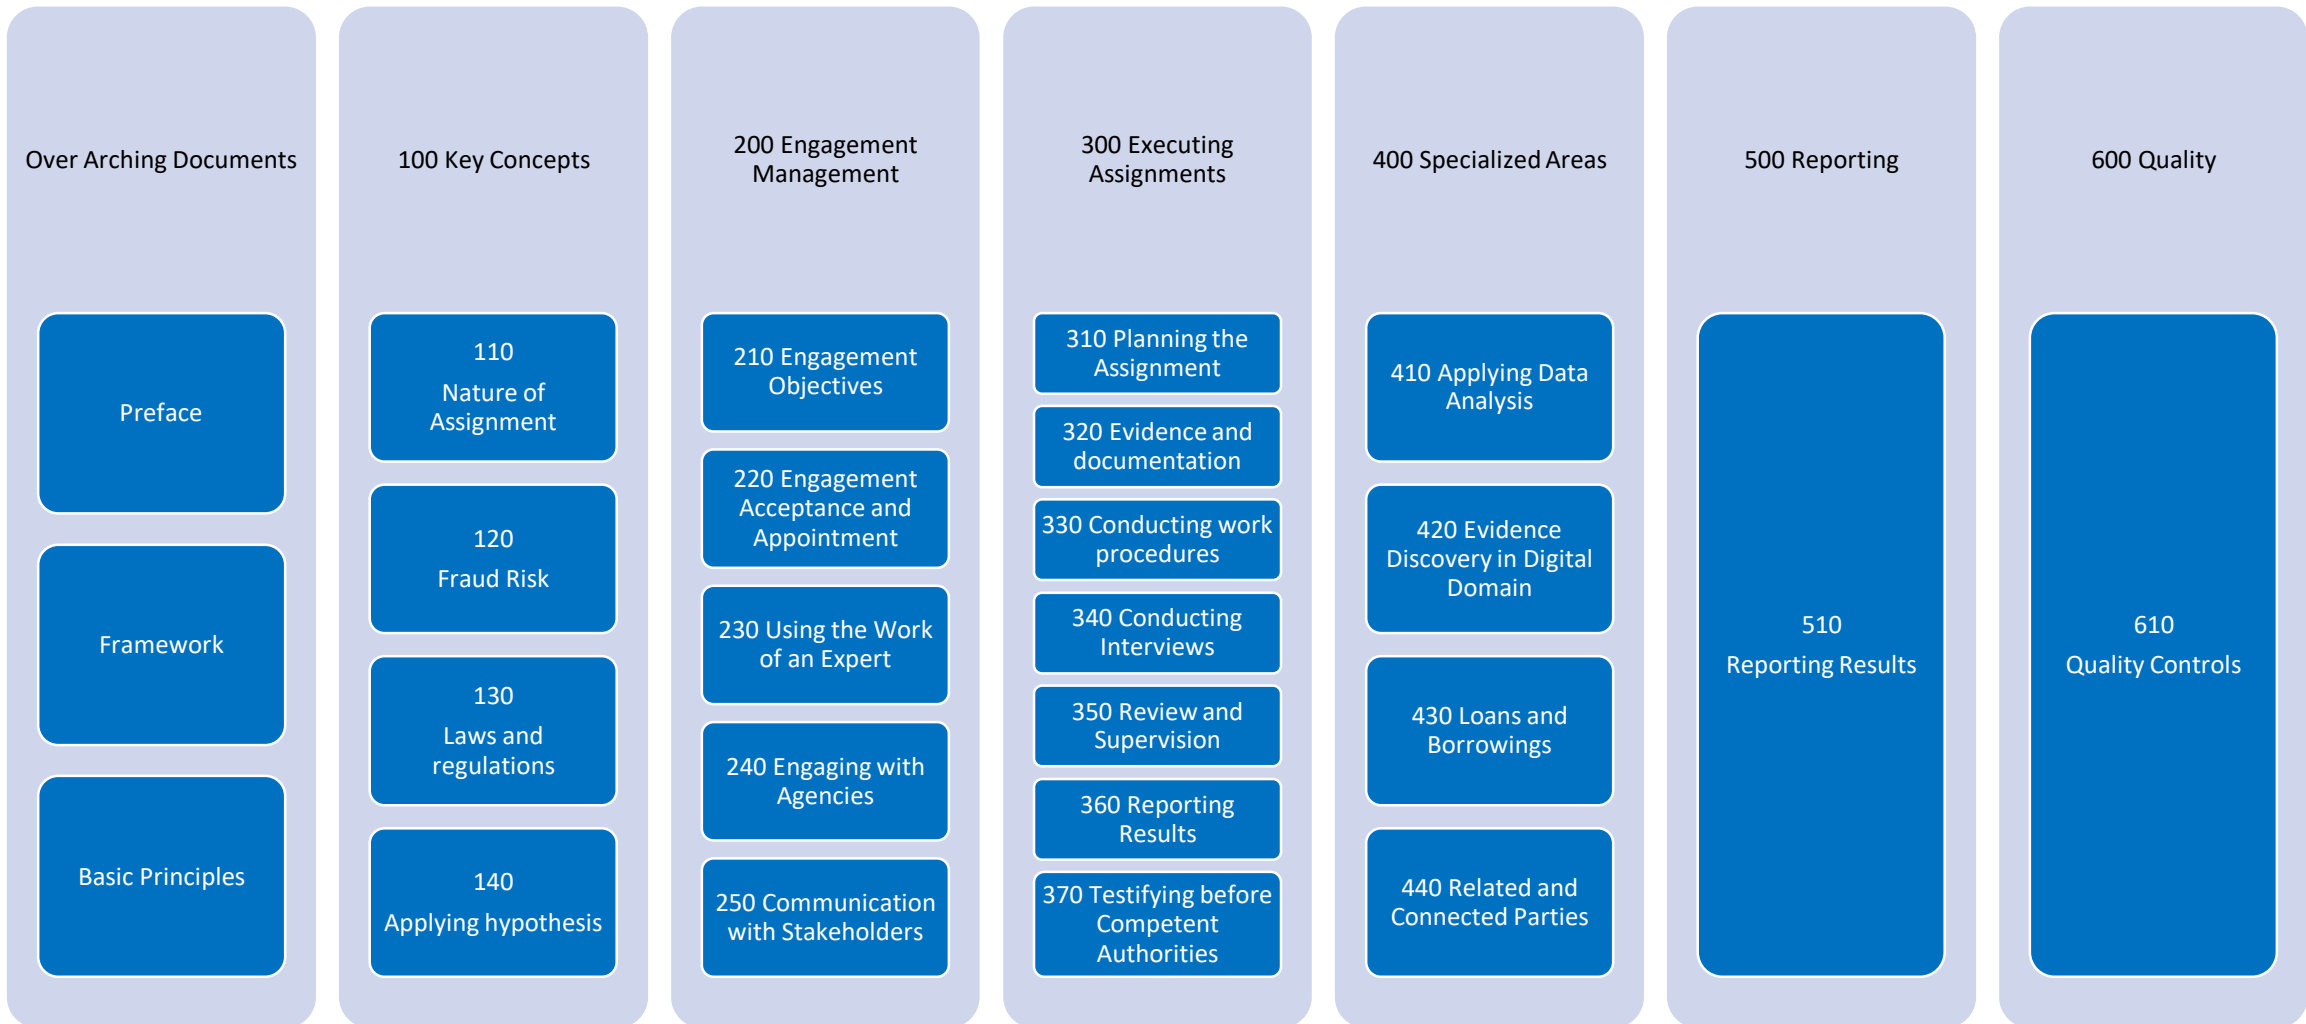 Over Arching Documents
Preface
Framework
Basic Principles
100 Key Concepts
110
Nature of
Assignment
120
Fraud Risk
130
Laws and
regulations
140
Applying hypothesis
200 Engagement
Management
210 Engagement
Objectives
220 Engagement
Acceptance and
Appointment
230 Using the Work
of an Expert
240 Engaging with
Agencies
250 Communication
with Stakeholders
300 Executing
Assignments
310 Planning the
Assignment
320 Evidence and
documentation
330 Conducting work
procedures
340 Conducting
Interviews
350 Review and
Supervision
360 Reporting
Results
370 Testifying before
Competent
Authorities
400 Specialized Areas
410 Applying Data
Analysis
420 Evidence
Discovery in Digital
Domain
430 Loans and
Borrowings
440 Related and
Connected Parties
500 Reporting
510
Reporting Results
600 Quality
610
Quality Controls